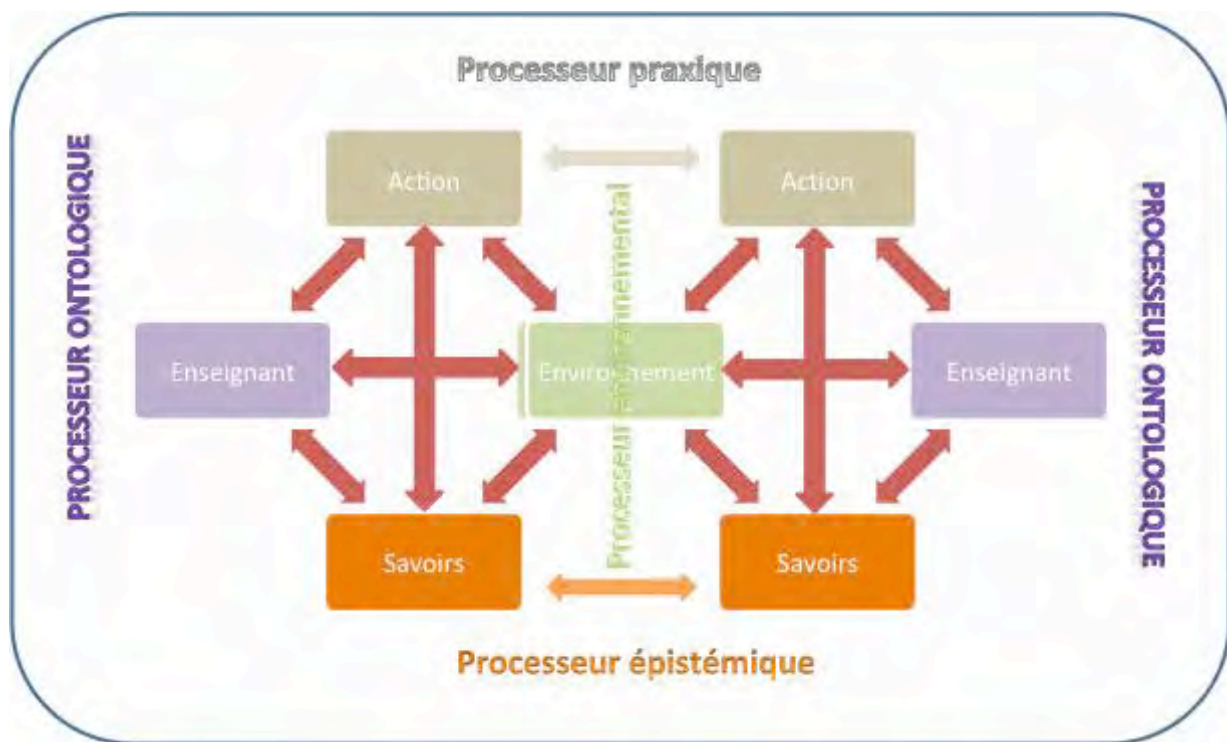 Processeur praxique
Action
Action
PROCESSEUR ONTOLOGIQUE
Processeur environnemental
PROCESSEUR ONTOLOGIQUE
Enseignant
Environnement
Enseignant
Savoirs
Savoirs
Processeur épistémique